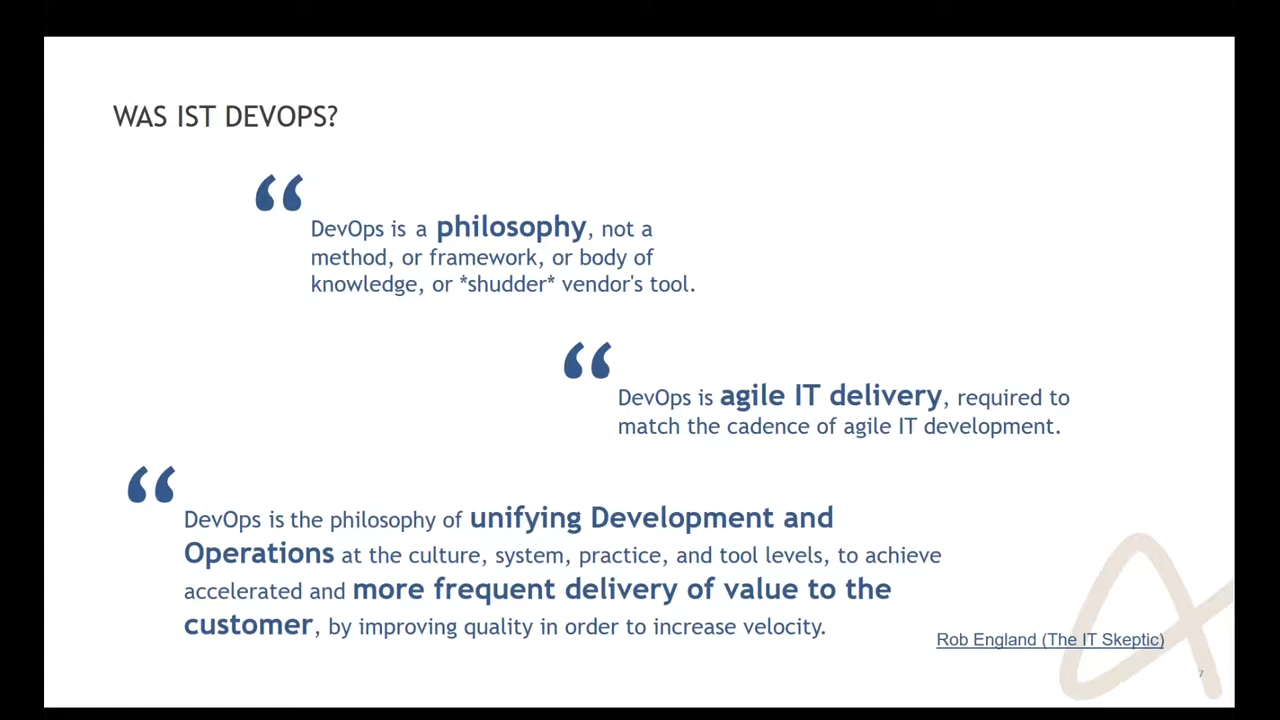 WAS IST DEVOPS?
“
DevOps is a philosophy, not a
method, or framework, or body of
knowledge, or *shudder* vendor's tool.
“
DevOps is agile IT delivery, required to
match the cadence of agile IT development.
“
DevOps is the philosophy of unifying Development and
Operations at the culture, system, practice, and tool levels, to achieve
accelerated and more frequent delivery of value to the
customer, by improving quality in order to increase velocity.
Rob England (The IT Skeptic)
7